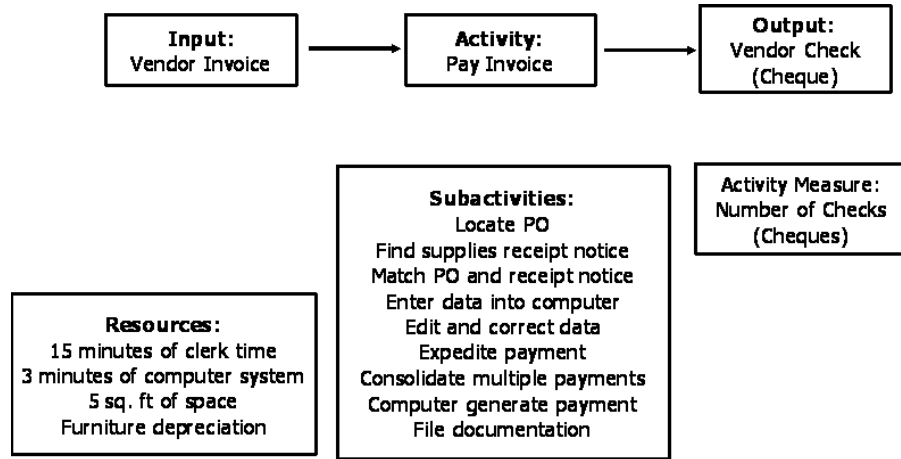 Input:
Vendor Invoice
Activity:
Pay Invoice
Output:
Vendor Check
(Cheque)
Subactivities:
Locate PO
Find supplies receipt notice
Match PO and receipt notice
Enter data into computer
Edit and correct data
Expedite payment
Consolidate multiple payments
Computer generate payment
File documentation
Activity Measure:
Number of Checks
(Cheques)
Resources:
15 minutes of clerk time
3 minutes of computer system
5 sq. ft of space
Furniture depreciation